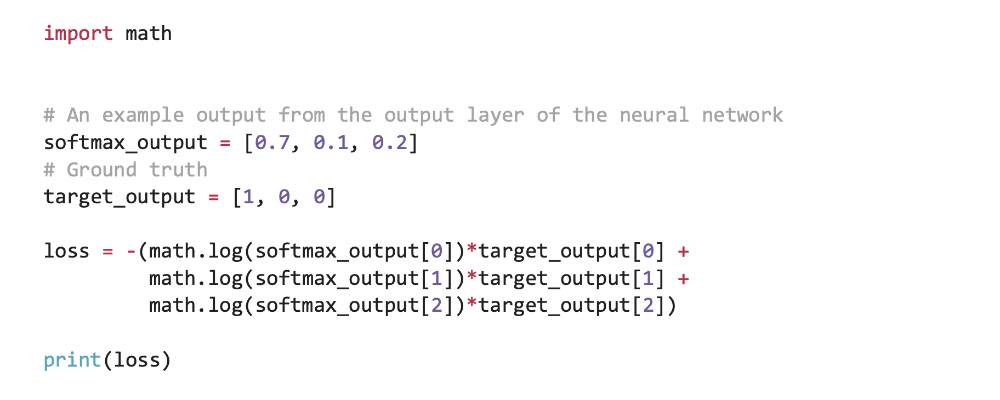 import math
# An example output from the output layer of the neural network
softmax_output = [0.7, 0.1, 0.2]
# Ground truth
target_output = [1, 0, 0]
loss = -(math.log(softmax_output[0])*target_output[0] +
         math.log(softmax_output[1])*target_output[1] +
         math.log(softmax_output[2])*target_output[2])
print(loss)